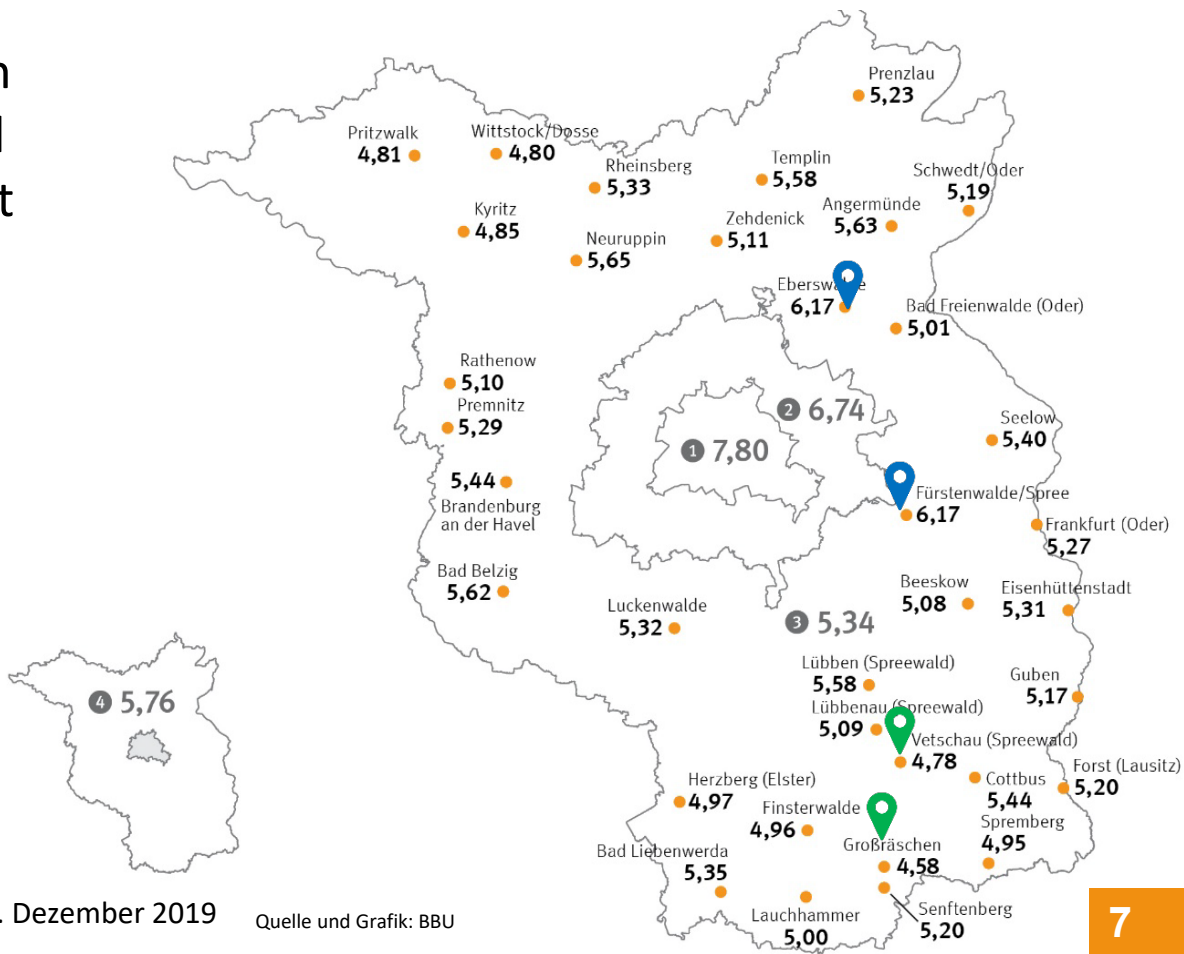 Prenzlau
5,23
Pritzwalk
4,81
Wittstock/Dosse
4,80
Rheinsberg
5,33
Templin
5,58
Schwedt/Oder
5,19
Kyritz
4,85
Angermünde
5,63
Zehdenick
5,11
Neuruppin
5,65
Eberswalde
6,17
Bad Freienwalde (Oder)
5,01
Rathenow
5,10
Premnitz
5,29
2 6,74
1 7,80
Seelow
5,40
5,44
Brandenburg
an der Havel
Fürstenwalde/Spree
6,17
Frankfurt (Oder)
5,27
Bad Belzig
5,62
Luckenwalde
5,32
Beeskow
5,08
Eisenhüttenstadt
5,31
3 5,34
Lübben (Spreewald)
5,58
Guben
5,17
4 5,76
Lübbenau (Spreewald)
5,09
Vetschau (Spreewald)
4,78
Cottbus
5,44
Forst (Lausitz)
5,20
Herzberg (Elster)
4,97
Finsterwalde
4,96
Spremberg
4,95
Großräschen
4,58
Bad Liebenwerda
5,35
Lauchhammer
5,00
Senftenberg
5,20
. Dezember 2019
Quelle und Grafik: BBU
7